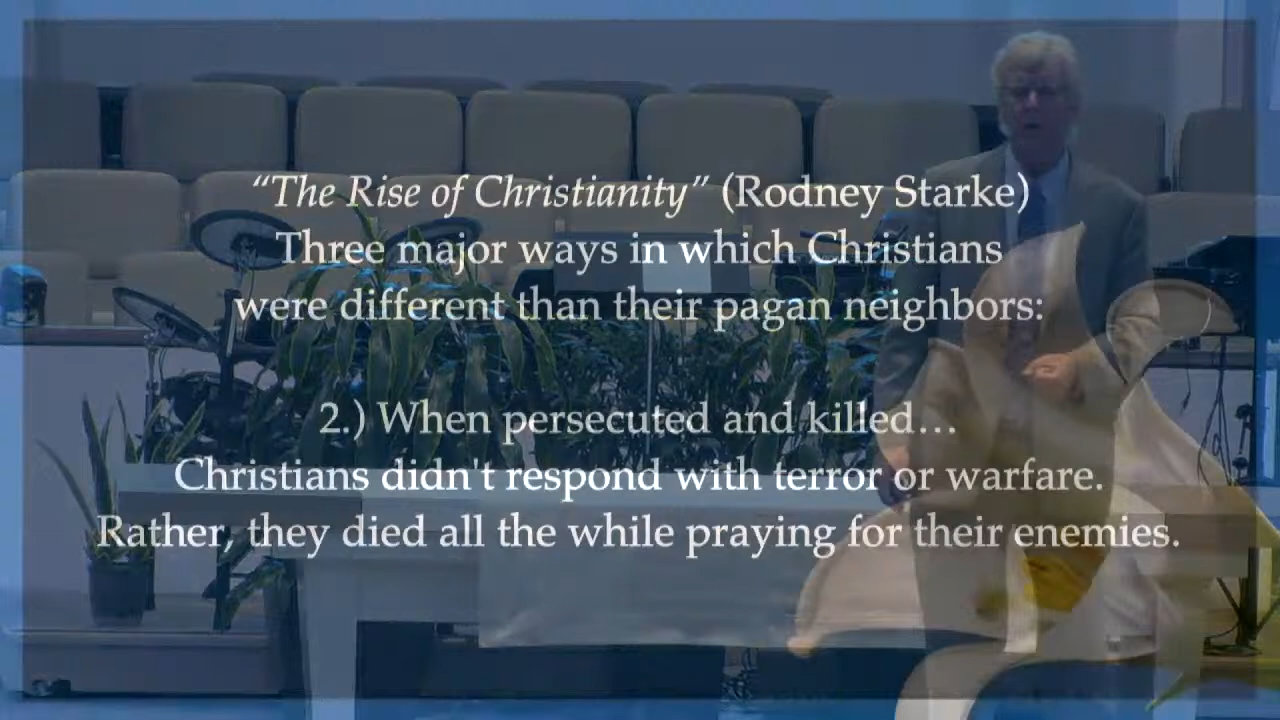 “The Rise of Christianity” (Rodney Starke)
Three major ways in which Christians
were different than their pagan neighbors:
2.) When persecuted and killed…
Christians didn't respond with terror or warfare.
Rather, they died all the while praying for their enemies.